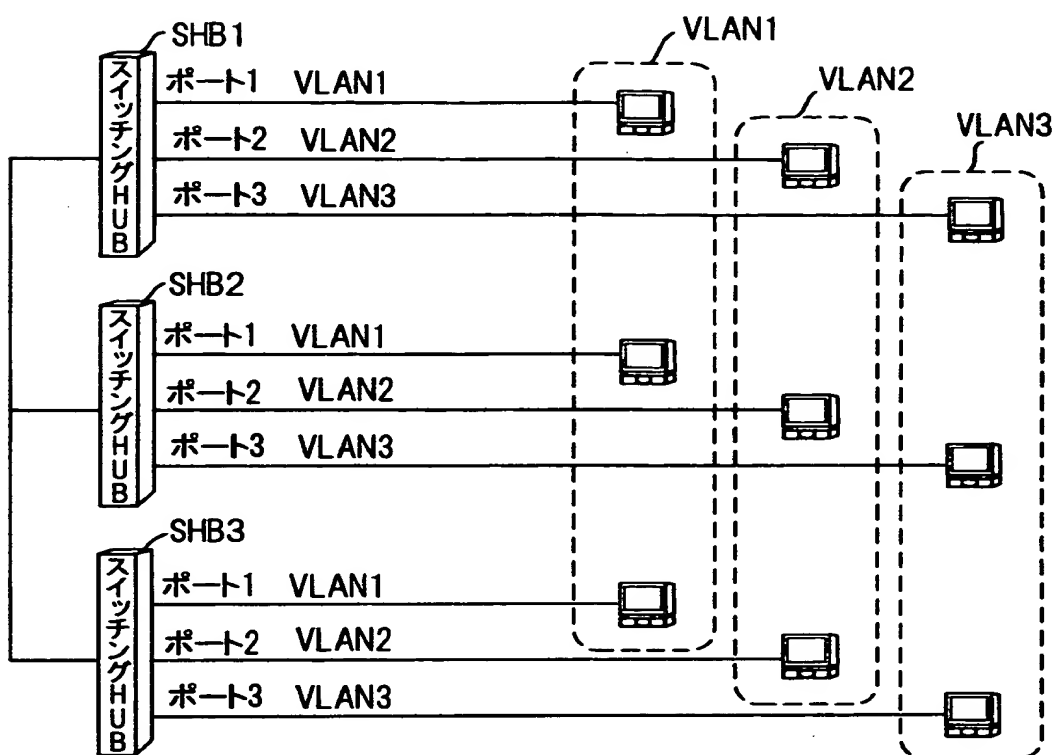 SHB1
スイッチングHUB
ポート1 VLAN1
ポート2 VLAN2
ポート3 VLAN3
VLAN1
VLAN2
VLAN3
SHB2
スイッチングHUB
ポート1 VLAN1
ポート2 VLAN2
ポート3 VLAN3
SHB3
スイッチングHUB
ポート1 VLAN1
ポート2 VLAN2
ポート3 VLAN3